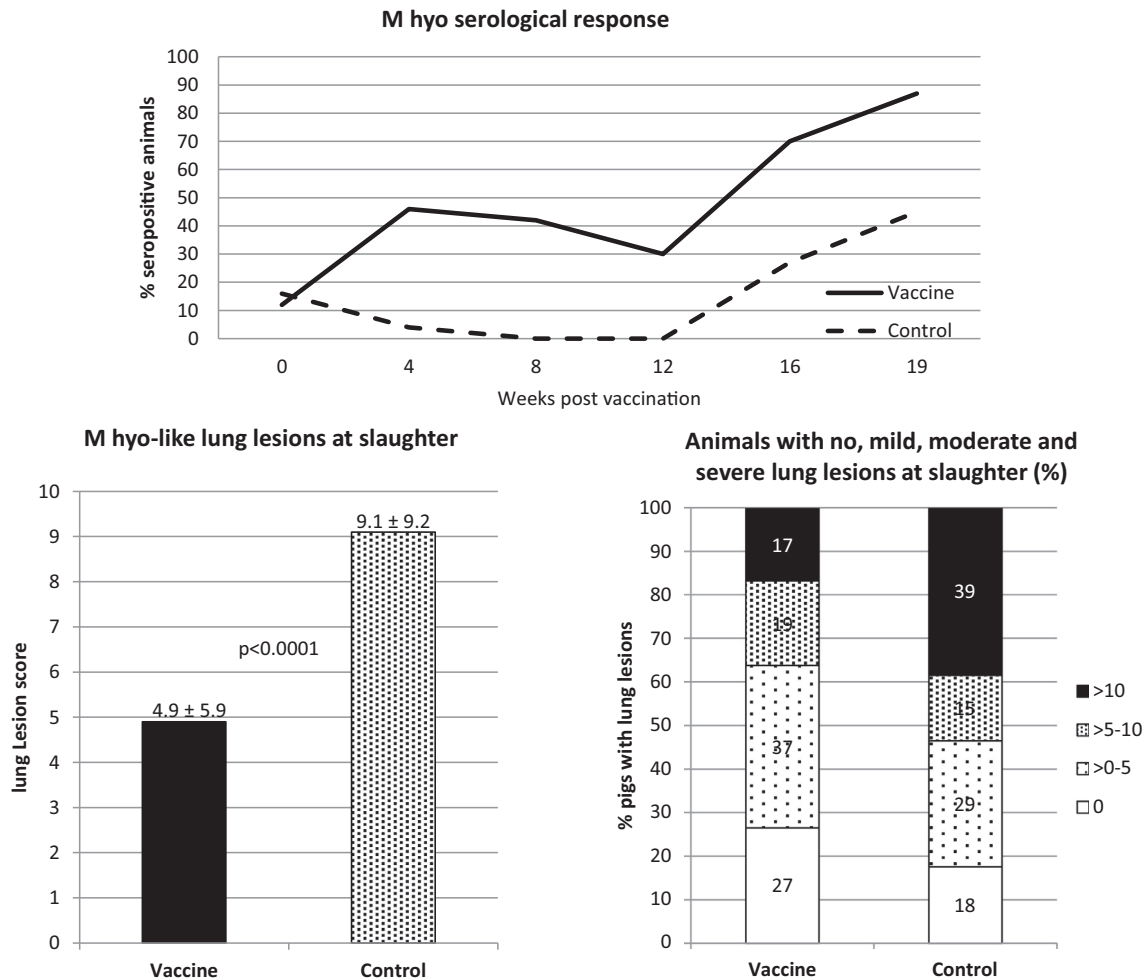 M hyo serological response
100
90
80
70
60
50
40
30
20
10
0
% seropositive animals
Vaccine
Control
0 4 8 12 16 19
Weeks post vaccination
M hyo-like lung lesions at slaughter
10
9
8
7
6
5
4
3
2
1
0
lung Lesion score
9.1 ± 9.2
p<0.0001
4.9 ± 5.9
Vaccine Control
Animals with no, mild, moderate and
severe lung lesions at slaughter (%)
100
90
80
70
60
50
40
30
20
10
0
% pigs with lung lesions
17
19
37
27
39
15
29
18
Vaccine Control
>10
>5-10
>0-5
0